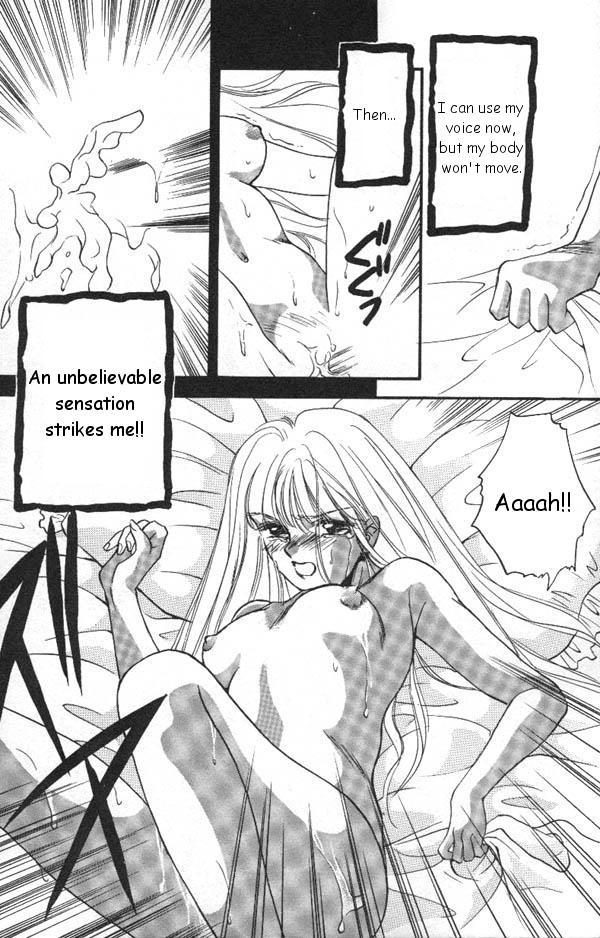 I can use my
voice now,
but my body
won't move.
Then...
An unbelievable
sensation
strikes me!!
Aaaah!!